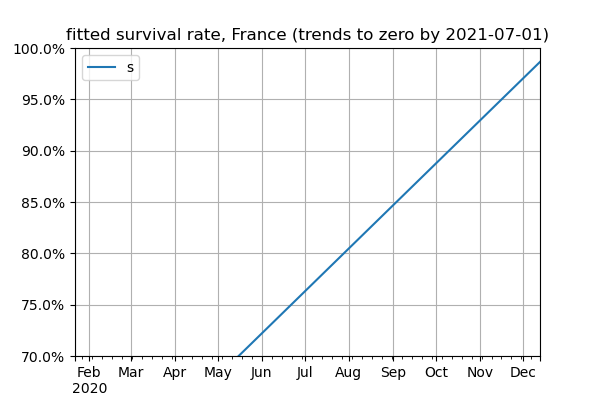 fitted survival rate, France (trends to zero by 2021-07-01)
100.0%
95.0%
90.0%
85.0%
80.0%
75.0%
70.0%
s
Feb Mar Apr May Jun Jul Aug Sep Oct Nov Dec
2020